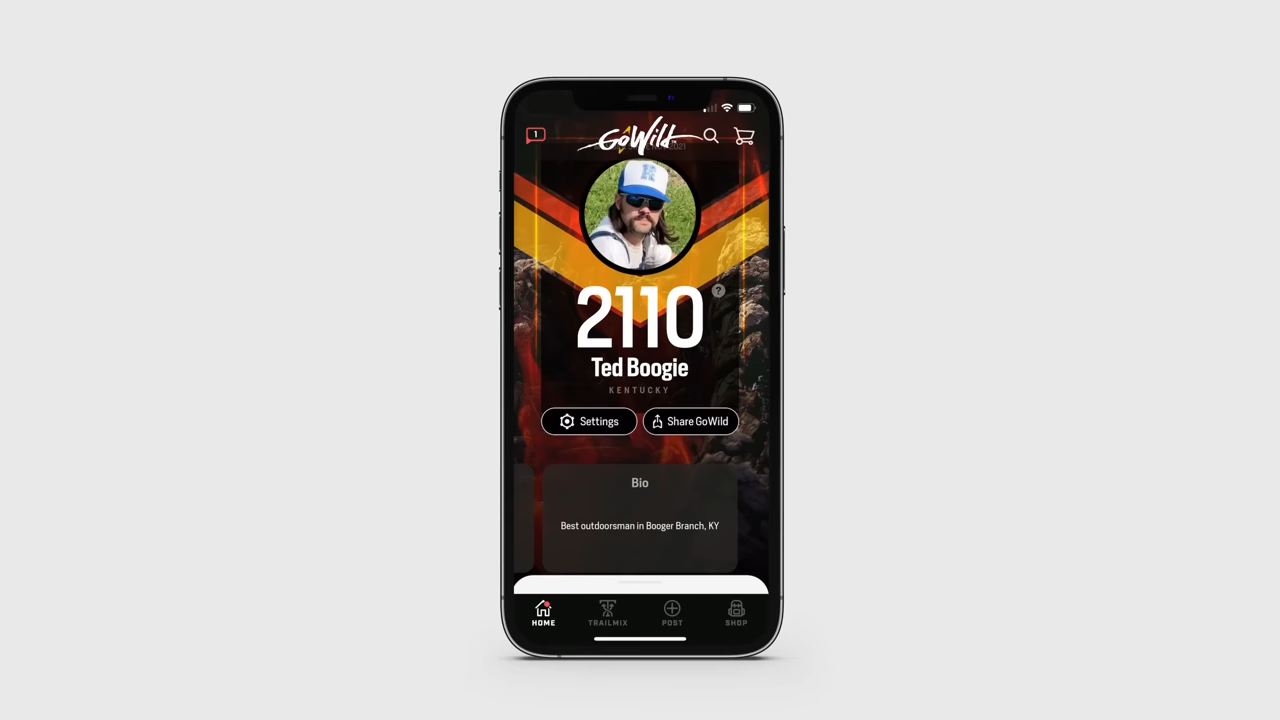 1
GoWild™
2110
?
Ted Boogie
KENTUCKY
Settings
Share GoWild
Bio
Best outdoorsman in Booger Branch, KY
HOME
TRAILMIX
POST
SHOP